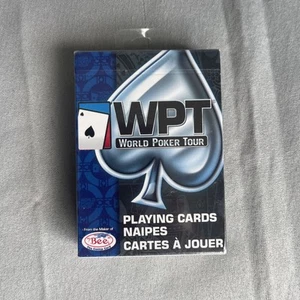 WPT
WORLD POKER TOUR
PLAYING CARDS
NAIPES
CARTES À JOUER
From the Maker of
Bee